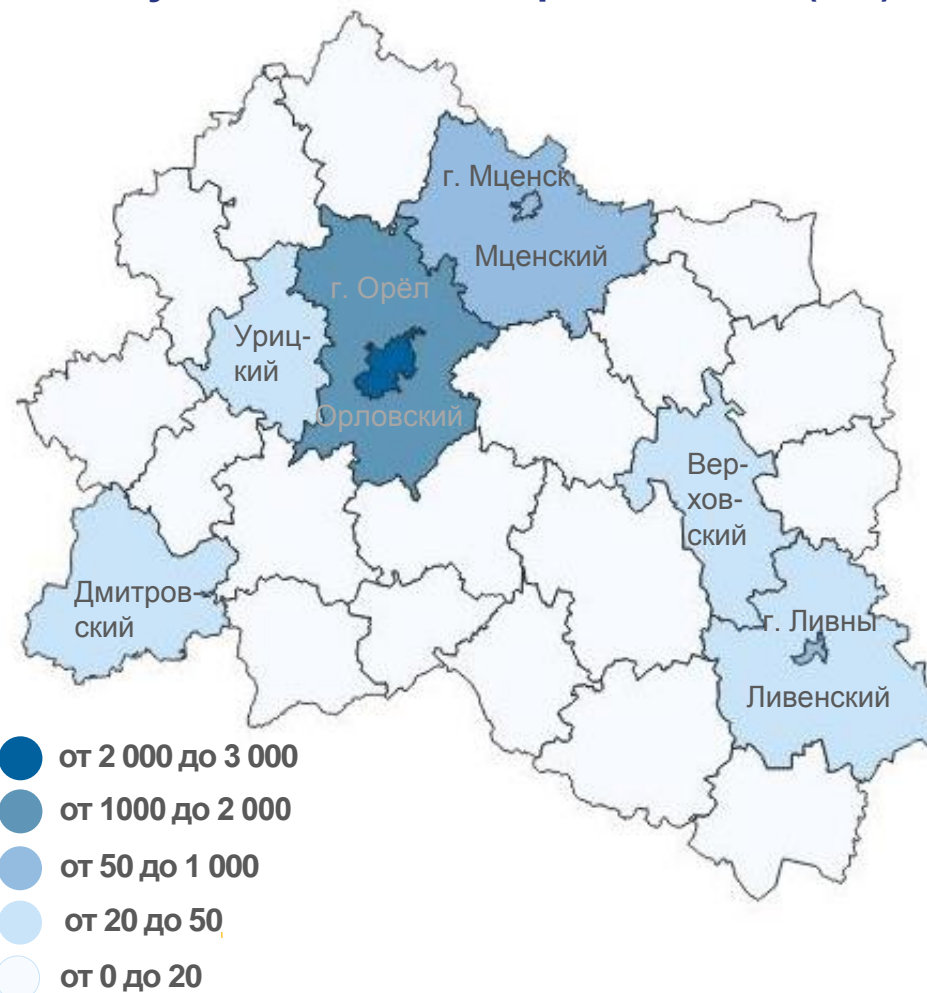 г. Мценск
Мценский
г. Орёл
Уриц-
кий
Орловский
Вер-
хов-
ский
Дмитров-
ский
г. Ливны
Ливенский
от 2 000 до 3 000
от 1000 до 2 000
от 50 до 1 000
от 20 до 50
от 0 до 20